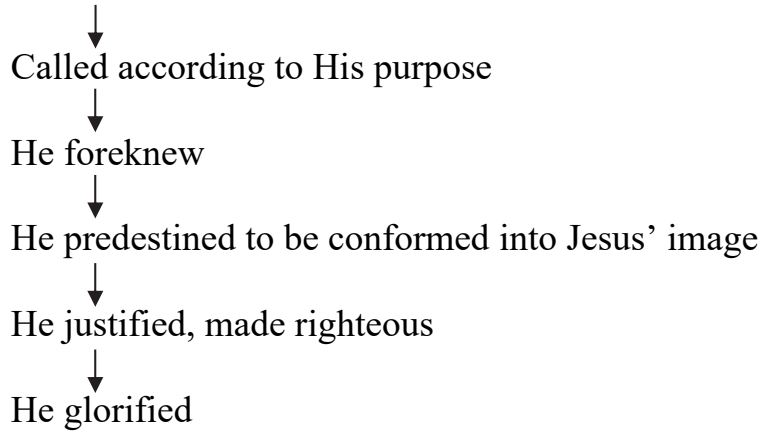 Called according to His purpose
He foreknew
He predestined to be conformed into Jesus’ image
He justified, made righteous
He glorified